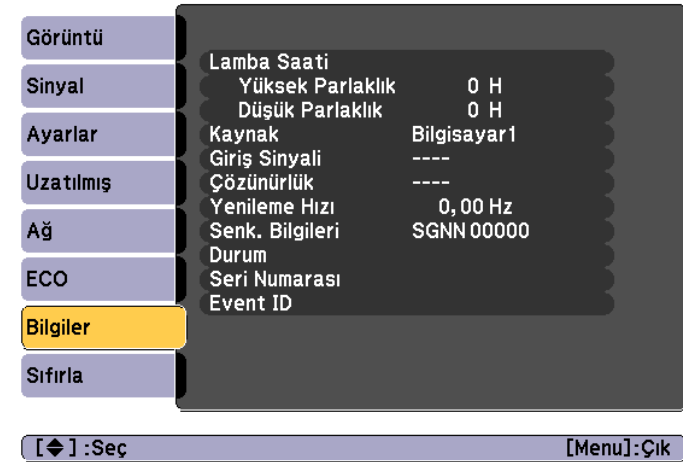 Görüntü
Sinyal
Ayarlar
Uzatılmış
Ağ
ECO
Bilgiler
Sıfırla
Lamba Saati
Yüksek Parlaklık 0 H
Düşük Parlaklık 0 H
Kaynak Bilgisayar1
Giriş Sinyali ----
Çözünürlük ----
Yenileme Hızı 0,00 Hz
Senk. Bilgileri SGNN 00000
Durum
Seri Numarası
Event ID
[◆] :Seç [Menu]:Çık